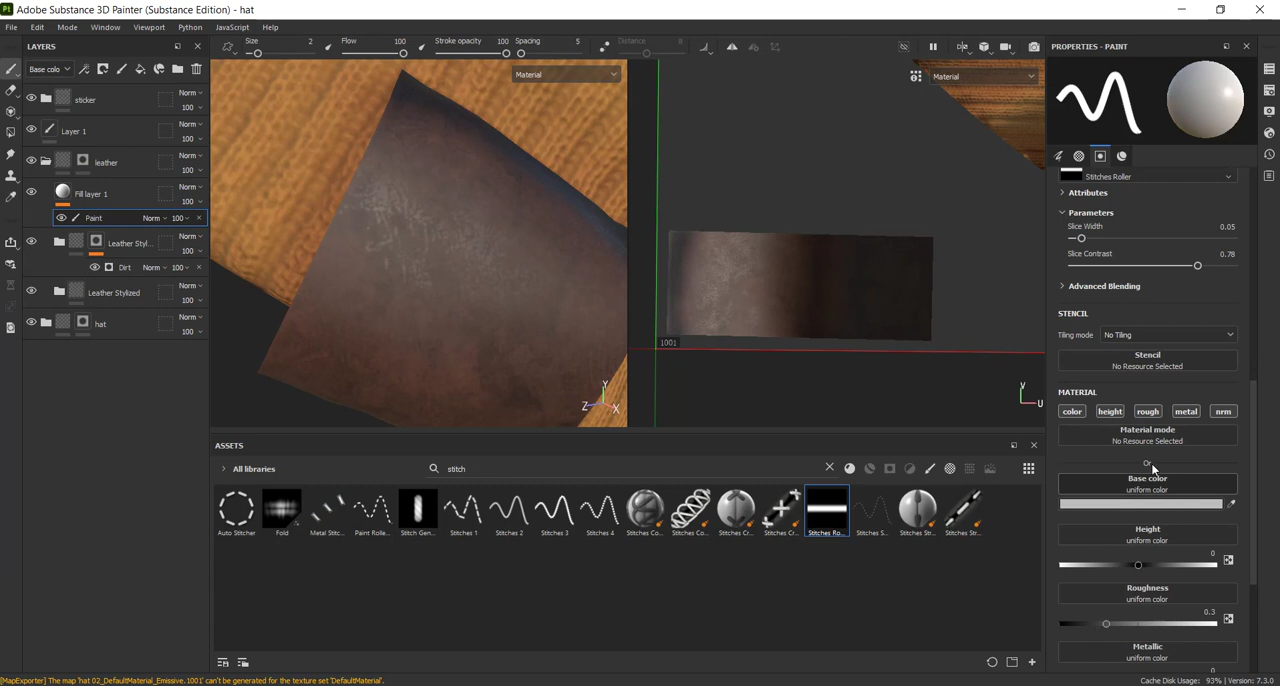 Adobe Substance 3D Painter (Substance Edition) - hat
File Edit Mode Window Viewport Python JavaScript Help
LAYERS
Size 2 Flow 100 Stroke opacity 100 Spacing 5 Distance 8
PROPERTIES - PAINT
Base colo
Material
Material
sticker Norm 100
Layer 1 Norm 100
leather Norm 100
Fill layer 1 Norm 100
Paint Norm 100
Leather Styl... Norm 100
Dirt Norm 100
Leather Stylized Norm 100
hat Norm 100
1001
Y
Z X
V
U
Stitches Roller
Attributes
Parameters
Slice Width 0.05
Slice Contrast 0.78
Advanced Blending
STENCIL
Tiling mode No Tiling
Stencil
No Resource Selected
MATERIAL
color height rough metal nrm
Material mode
No Resource Selected
Or
Base color
uniform color
Height
uniform color
0
Roughness
uniform color
0.3
Metallic
uniform color
0
ASSETS
All libraries stitch
Auto Stitcher Fold Metal Stitc... Paint Rolle... Stitch Gen... Stitches 1 Stitches 2 Stitches 3 Stitches 4 Stitches Co... Stitches Co... Stitches Cr... Stitches Cr... Stitches Ro... Stitches S... Stitches Str... Stitches Str...
[MapExporter] The map 'hat 02_DefaultMaterial_Emissive.1001' can't be generated for the texture set 'DefaultMaterial'.
Cache Disk Usage: 93% | Version: 7.3.0